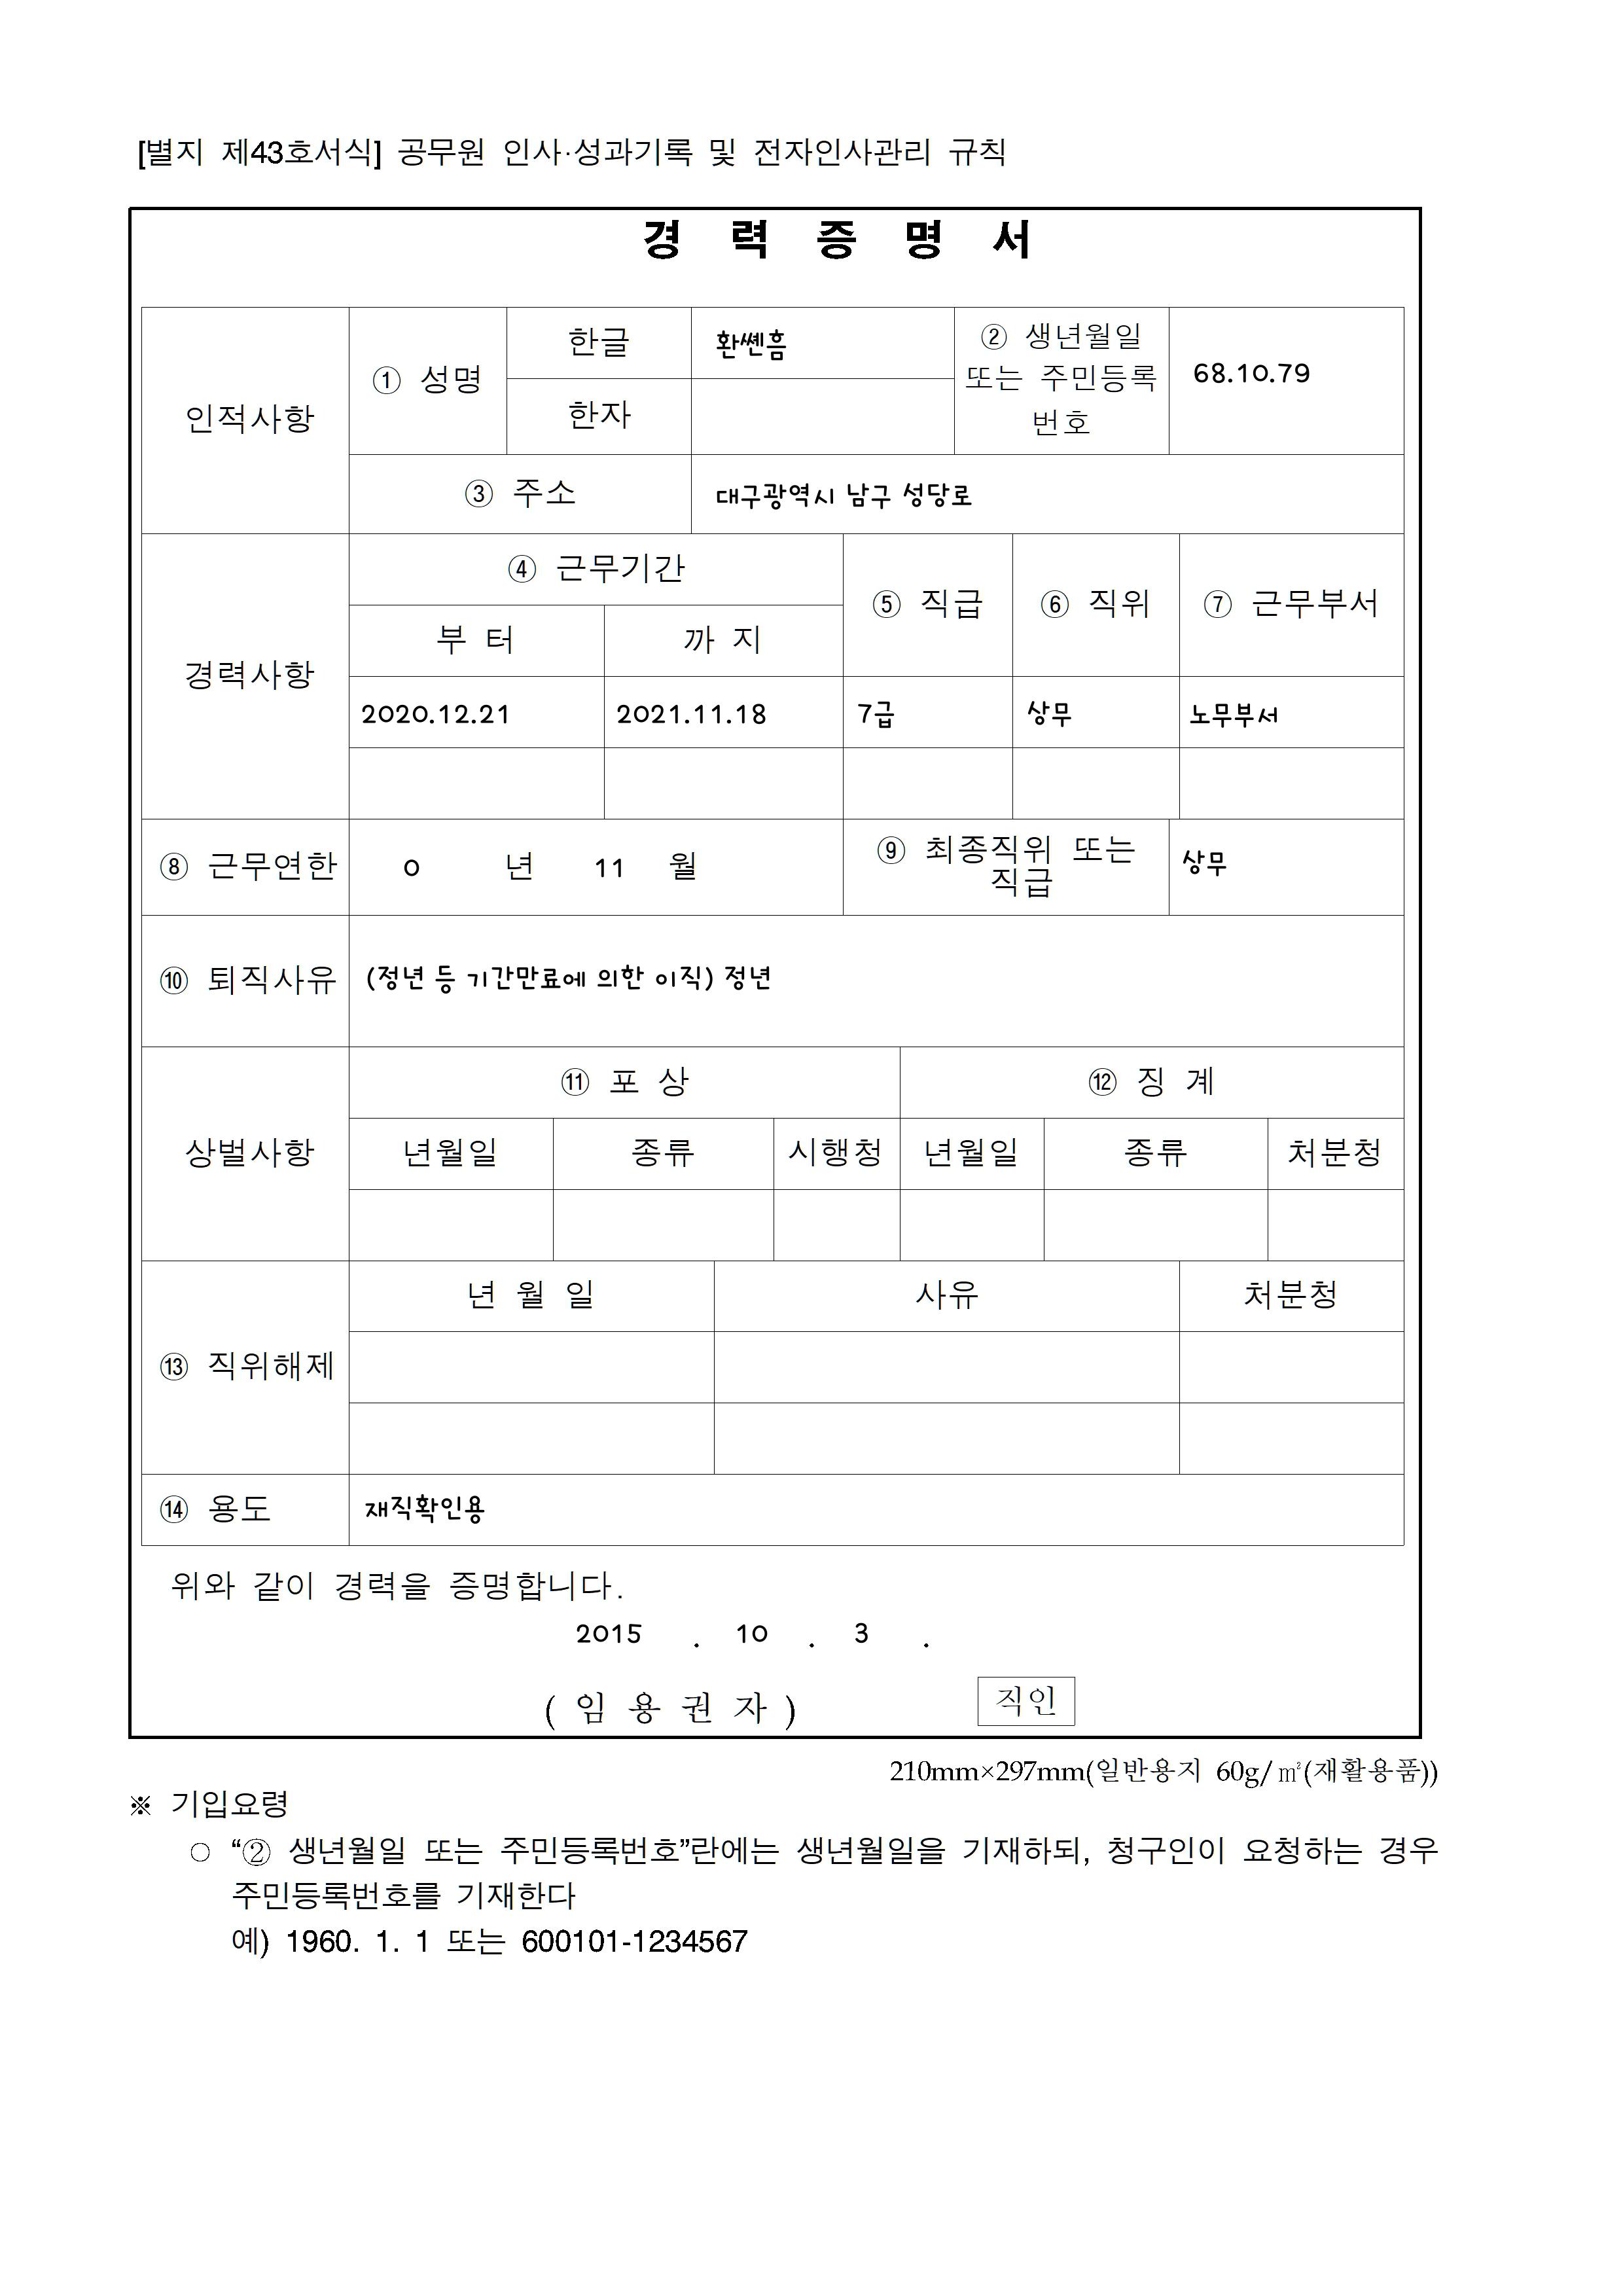 [별지 제43호서식] 공무원 인사·성과기록 및 전자인사관리 규칙
경 력 증 명 서
인적사항
① 성명
한글
환쎈흠
② 생년월일
또는 주민등록
번호
68.10.79
한자
③ 주소
대구광역시 남구 성당로
경력사항
④ 근무기간
⑤ 직급
⑥ 직위
⑦ 근무부서
부 터
까 지
2020.12.21
2021.11.18
7급
상무
노무부서
⑧ 근무연한
0 년 11 월
⑨ 최종직위 또는
직급
상무
⑩ 퇴직사유
(정년 등 기간만료에 의한 이직) 정년
상벌사항
⑪ 포 상
⑫ 징 계
년월일
종류
시행청
년월일
종류
처분청
⑬ 직위해제
년 월 일
사유
처분청
⑭ 용도
재직확인용
위와 같이 경력을 증명합니다.
2015 . 10 . 3 .
( 임 용 권 자 )
직인
210mm×297mm(일반용지 60g/㎡(재활용품))
※ 기입요령
○ “② 생년월일 또는 주민등록번호”란에는 생년월일을 기재하되, 청구인이 요청하는 경우
주민등록번호를 기재한다
예) 1960. 1. 1 또는 600101-1234567